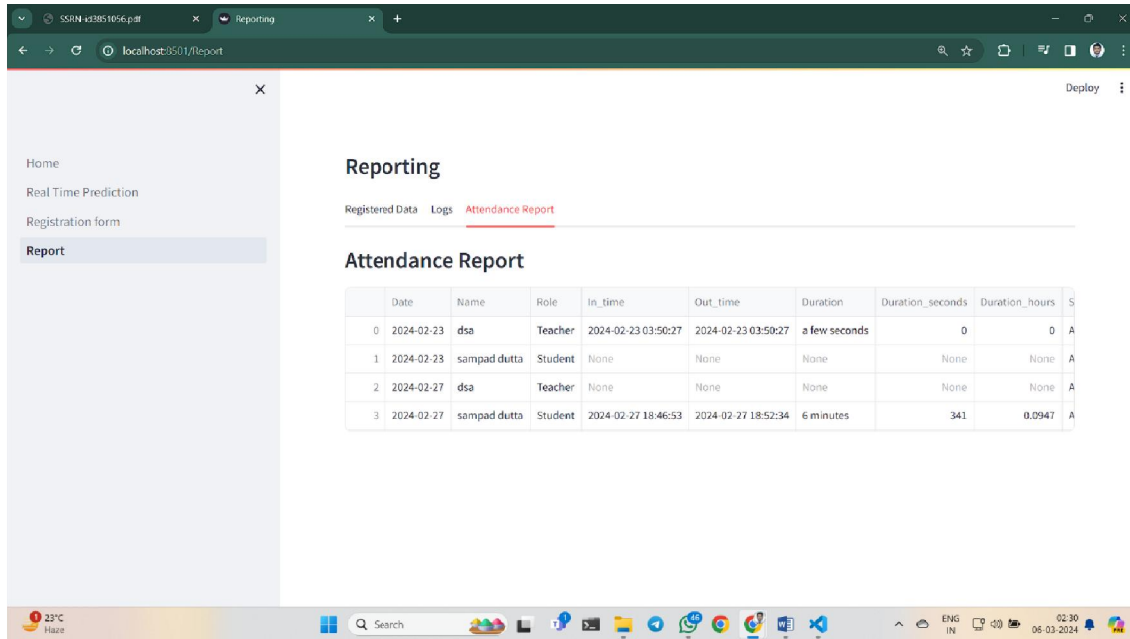 SSRN-id3851056.pdf
Reporting
localhost:8501/Report
Deploy
Home
Real Time Prediction
Registration form
Report
Reporting
Registered Data Logs Attendance Report
Attendance Report
Date Name Role In_time Out_time Duration Duration_seconds Duration_hours S
0 2024-02-23 dsa Teacher 2024-02-23 03:50:27 2024-02-23 03:50:27 a few seconds 0 0 A
1 2024-02-23 sampad dutta Student None None None None None A
2 2024-02-27 dsa Teacher None None None None None A
3 2024-02-27 sampad dutta Student 2024-02-27 18:46:53 2024-02-27 18:52:34 6 minutes 341 0.0947 A
1
23°C
Haze
Search
46
ENG
IN
02:30
06-03-2024
PRE